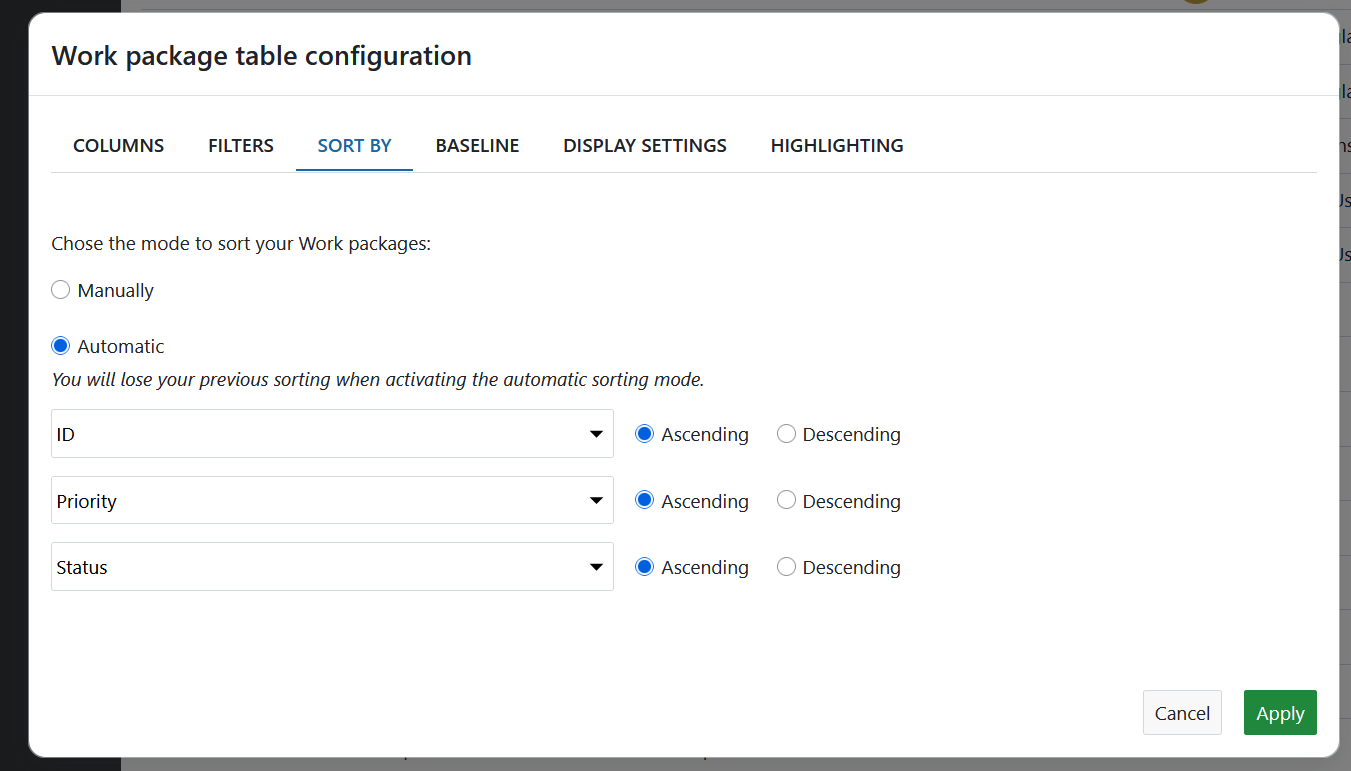 Work package table configuration
COLUMNS FILTERS SORT BY BASELINE DISPLAY SETTINGS HIGHLIGHTING
Chose the mode to sort your Work packages:
Manually
Automatic
You will lose your previous sorting when activating the automatic sorting mode.
ID Ascending Descending
Priority Ascending Descending
Status Ascending Descending
Cancel Apply